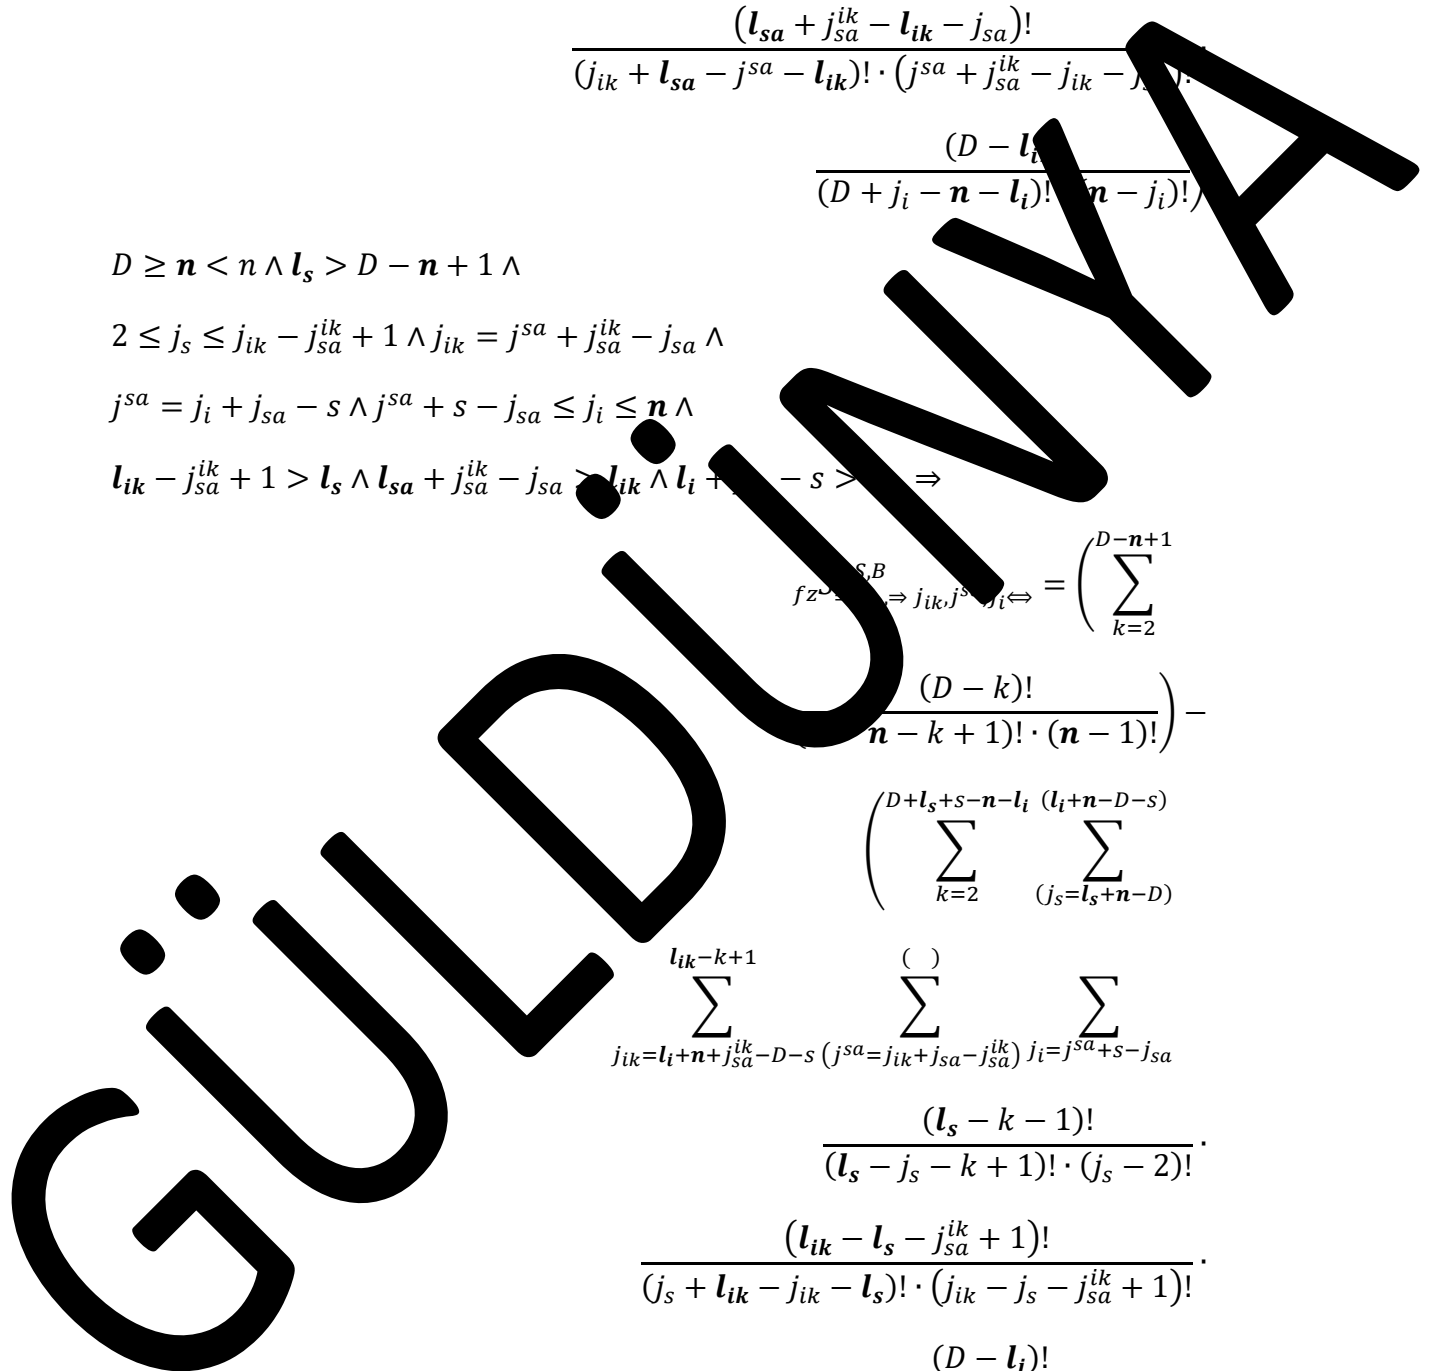 (l_sa + j_sa^ik − l_ik − j_sa)!
(j_ik + l_sa − j^sa − l_ik)! · (j^sa + j_sa^ik − j_ik −
(D −
(D + j_i − n − l_i)! n − j_i)!)
D ≥ n < n ∧ l_s > D − n + 1 ∧
2 ≤ j_s ≤ j_ik − j_sa^ik + 1 ∧ j_ik = j^sa + j_sa^ik − j_sa ∧
j^sa = j_i + j_sa − s ∧ j^sa + s − j_sa ≤ j_i ≤ n ∧
l_ik − j_sa^ik + 1 > l_s ∧ l_sa + j_sa^ik − j_sa l_ik ∧ l_i + − s > ⇒
D−n+1
fz S,B ⇒ j_ik, j_i ⇔ = ( ∑
k=2
(D − k)!
n − k + 1)! · (n − 1)! ) −
D+l_s+s−n−l_i (l_i+n−D−s)
( ∑ ∑
k=2 (j_s=l_s+n−D)
l_ik−k+1 ( )
∑ ∑ ∑
j_ik=l_i+n+j_sa^ik−D−s (j^sa=j_ik+j_sa−j_sa^ik) j_i=j^sa+s−j_sa
(l_s − k − 1)!
(l_s − j_s − k + 1)! · (j_s − 2)! ·
(l_ik − l_s − j_sa^ik + 1)!
(j_s + l_ik − j_ik − l_s)! · (j_ik − j_s − j_sa^ik + 1)! ·
(D − l_i)!
GÜLDÜNYA